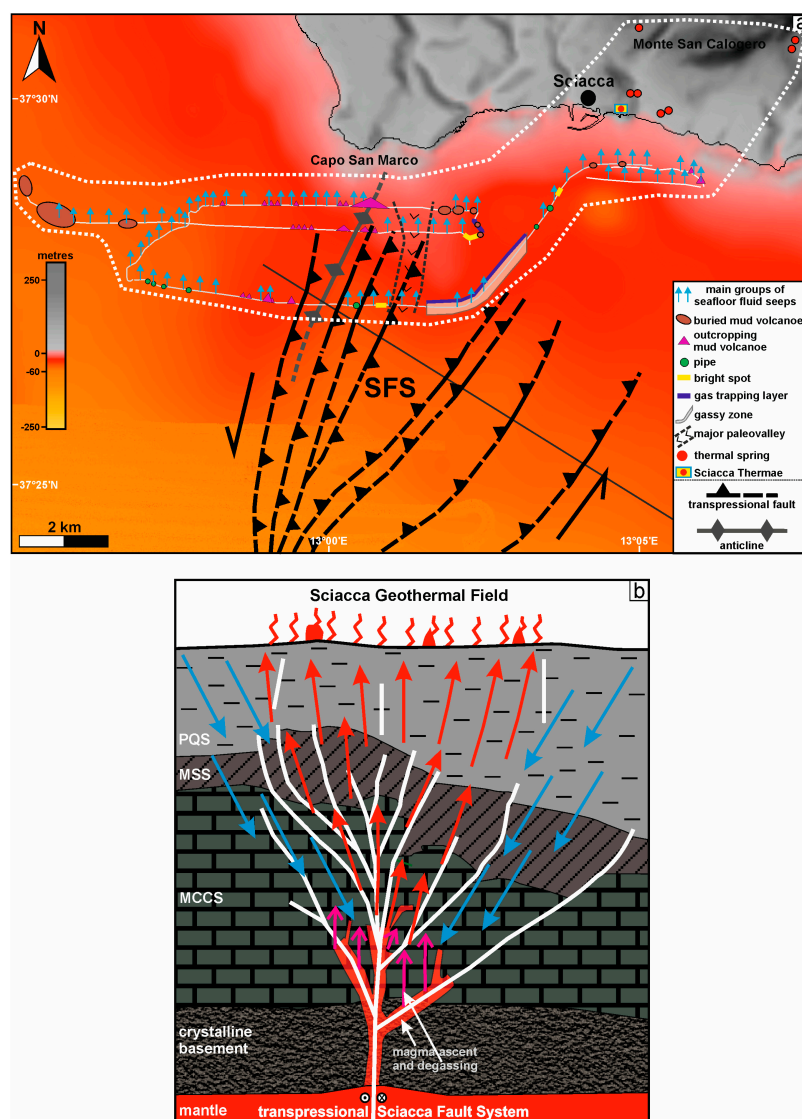 a
N
Monte San Calogero
Sciacca
37°30'N
Capo San Marco
metres
250
0
-60
-250
SFS
37°25'N
2 km
13°00'E
13°05'E
main groups of
seafloor fluid seeps
buried mud volcanoe
outcropping
mud volcanoe
pipe
bright spot
gas trapping layer
gassy zone
major paleovalley
thermal spring
Sciacca Thermae
transpressional fault
anticline
b
Sciacca Geothermal Field
PQS
MSS
MCCS
crystalline
basement
magma ascent
and degassing
mantle
transpressional Sciacca Fault System